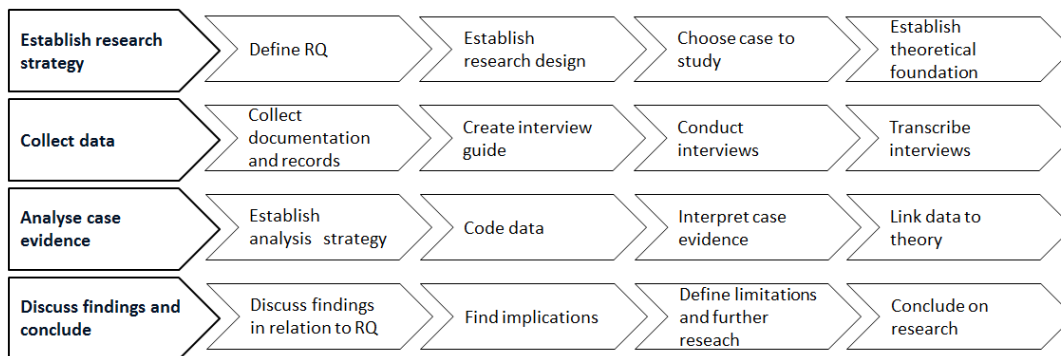 Establish research
strategy
Define RQ
Establish
research design
Choose case to
study
Establish
theoretical
foundation
Collect data
Collect
documentation
and records
Create interview
guide
Conduct
interviews
Transcribe
interviews
Analyse case
evidence
Establish
analysis strategy
Code data
Interpret case
evidence
Link data to
theory
Discuss findings and
conclude
Discuss findings
in relation to RQ
Find implications
Define limitations
and further
reseach
Conclude on
research